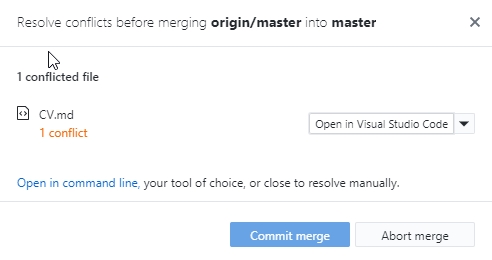 Resolve conflicts before merging origin/master into master
1 conflicted file
CV.md
1 conflict
Open in Visual Studio Code
Open in command line, your tool of choice, or close to resolve manually.
Commit merge
Abort merge